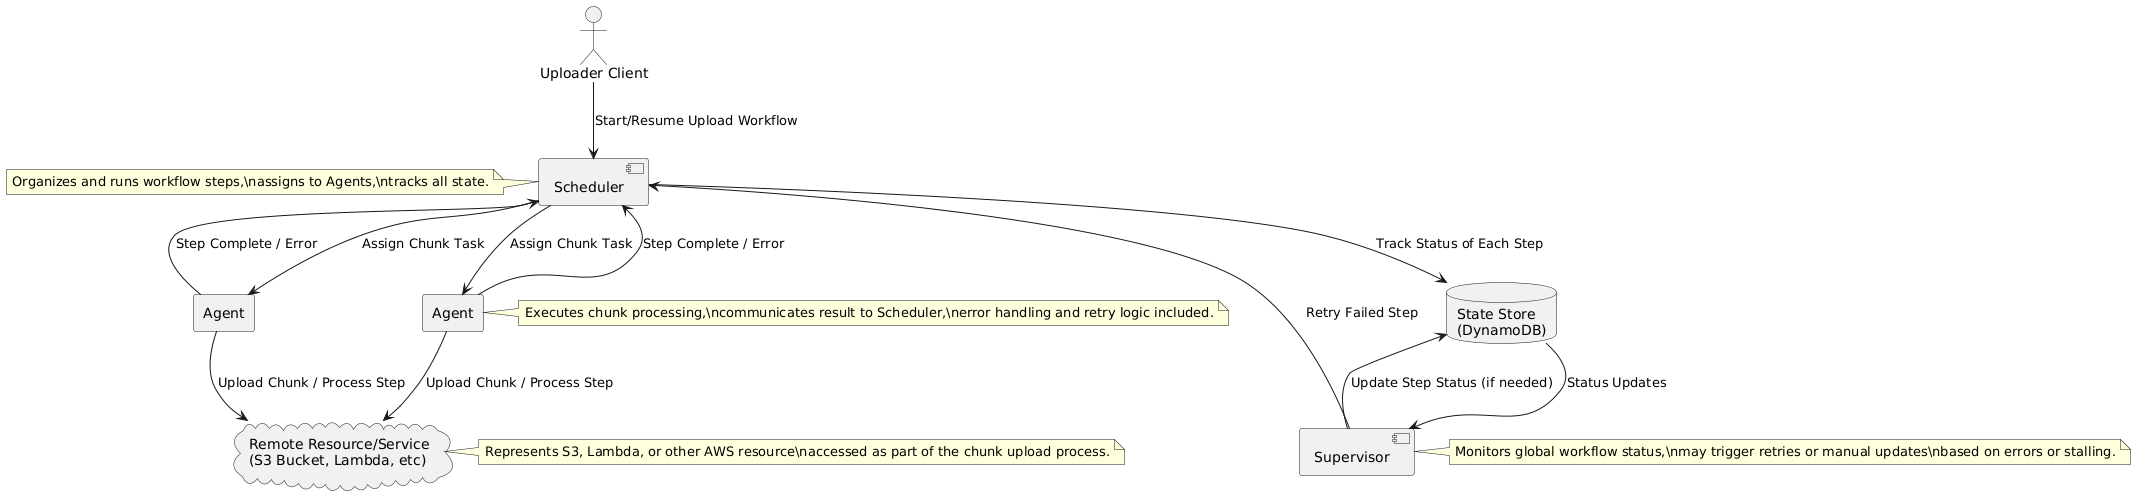 Uploader Client
Start/Resume Upload Workflow
Organizes and runs workflow steps,\nassigns to Agents,\ntracks all state.
Scheduler
Step Complete / Error
Assign Chunk Task
Assign Chunk Task
Step Complete / Error
Track Status of Each Step
Agent
Agent
Executes chunk processing,\ncommunicates result to Scheduler,\nerror handling and retry logic included.
Retry Failed Step
State Store
(DynamoDB)
Upload Chunk / Process Step
Upload Chunk / Process Step
Update Step Status (if needed)
Status Updates
Remote Resource/Service
(S3 Bucket, Lambda, etc)
Represents S3, Lambda, or other AWS resource\naccessed as part of the chunk upload process.
Supervisor
Monitors global workflow status,\nmay trigger retries or manual updates\nbased on errors or stalling.